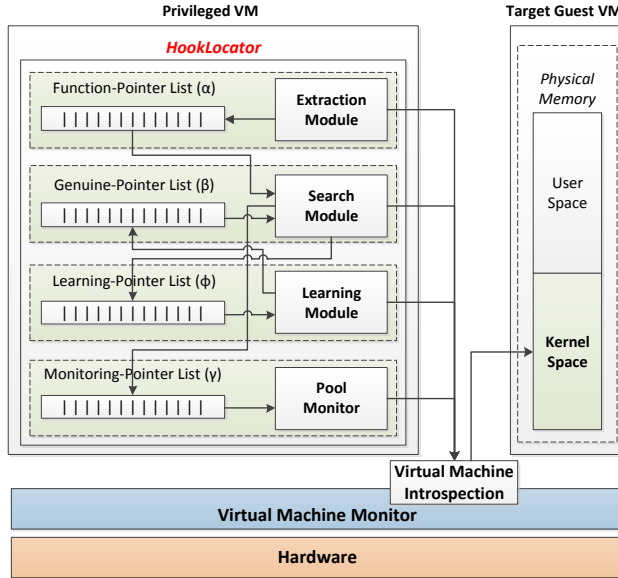 Privileged VM
Target Guest VM
HookLocator
Function-Pointer List (α)
Extraction
Module
Genuine-Pointer List (β)
Search
Module
Learning-Pointer List (ф)
Learning
Module
Monitoring-Pointer List (γ)
Pool
Monitor
Physical
Memory
User
Space
Kernel
Space
Virtual Machine
Introspection
Virtual Machine Monitor
Hardware